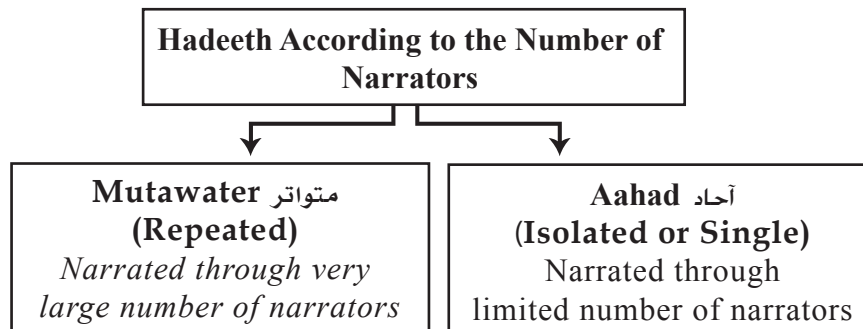 Hadeeth According to the Number of
Narrators
Mutawater متواتر
(Repeated)
Narrated through very
large number of narrators
Aahad آحاد
(Isolated or Single)
Narrated through
limited number of narrators